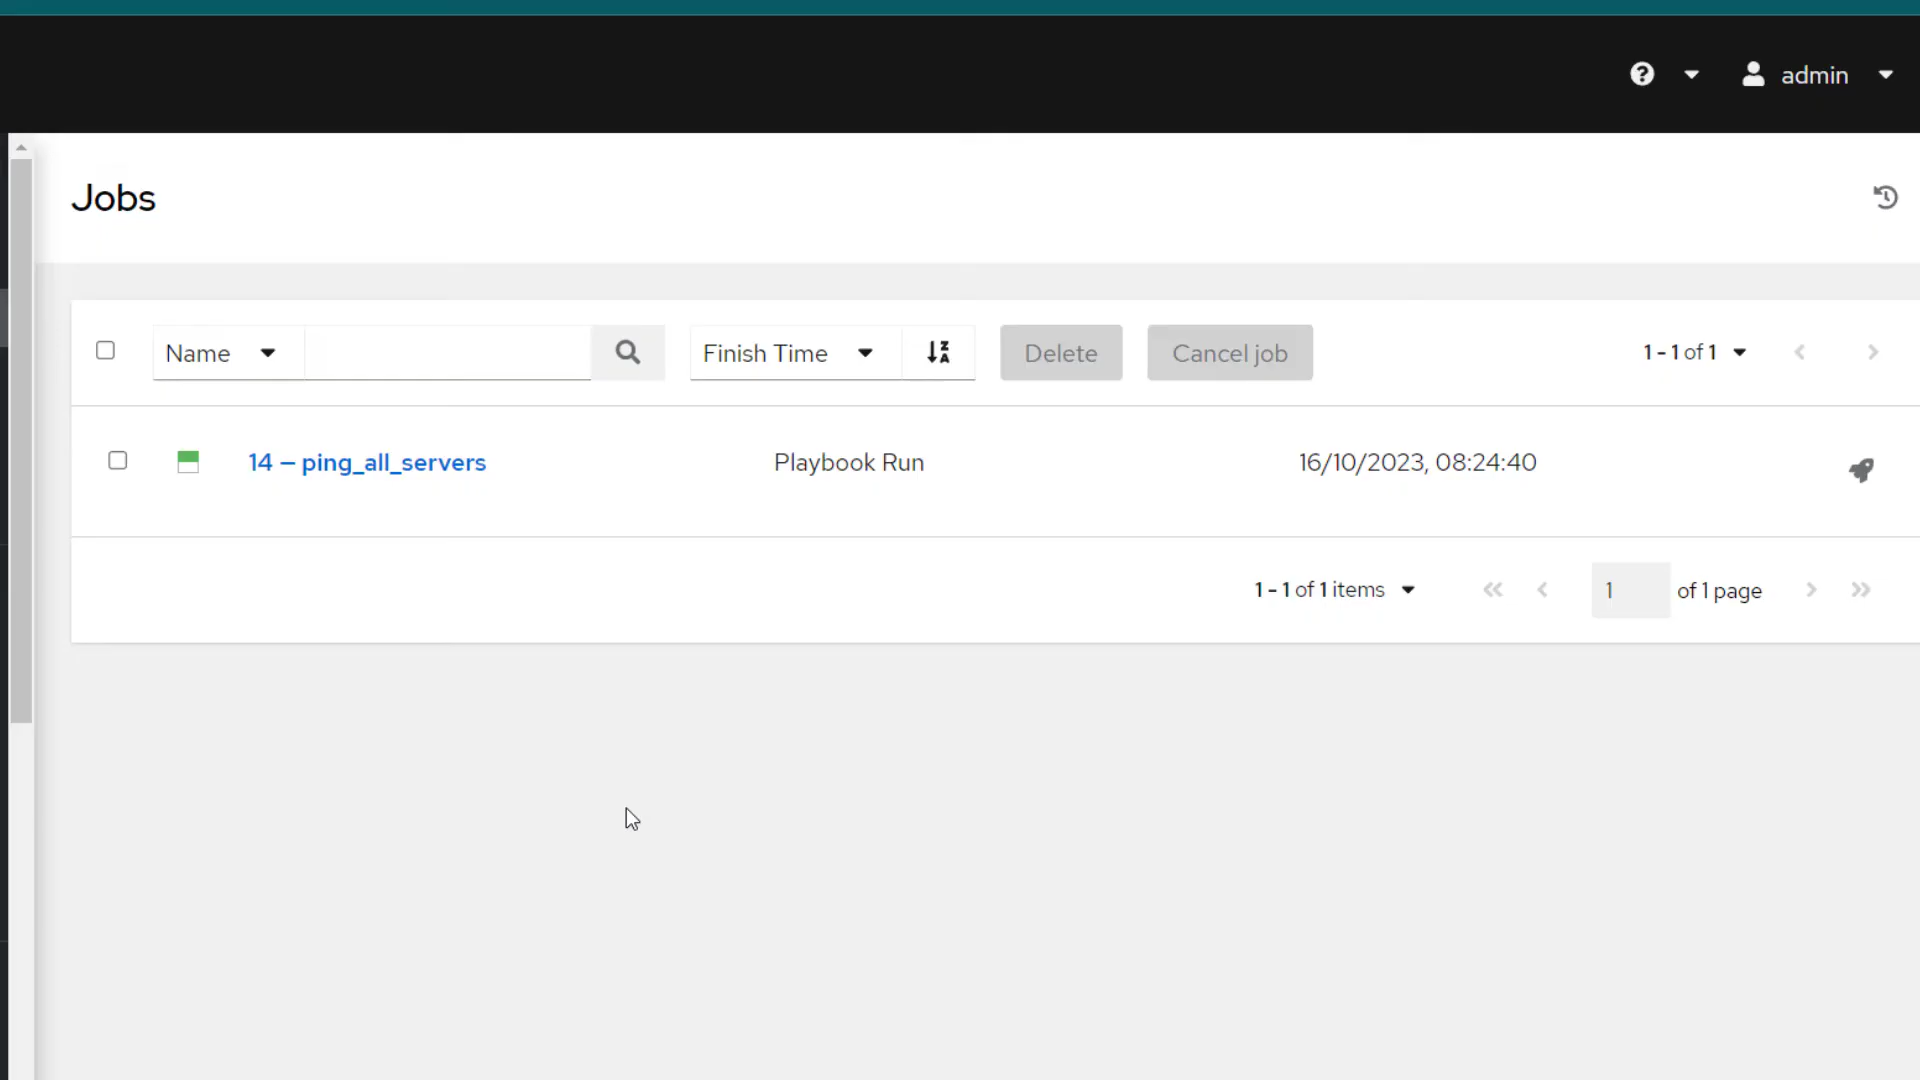 admin
Jobs
Name
Finish Time
Delete
Cancel job
1 - 1 of 1
14 – ping_all_servers
Playbook Run
16/10/2023, 08:24:40
1 - 1 of 1 items
1
of 1 page